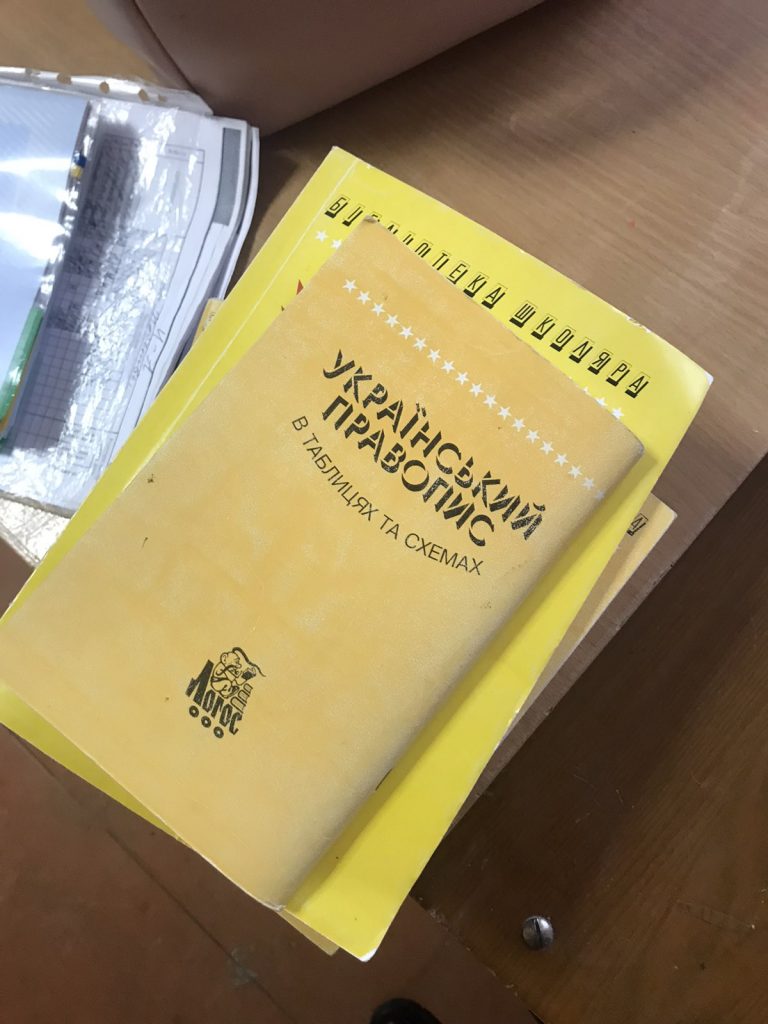 БІБЛІОТЕКА ШКОЛЯРА
УКРАЇНСЬКИЙ
ПРАВОПИС
В ТАБЛИЦЯХ ТА СХЕМАХ
Логос